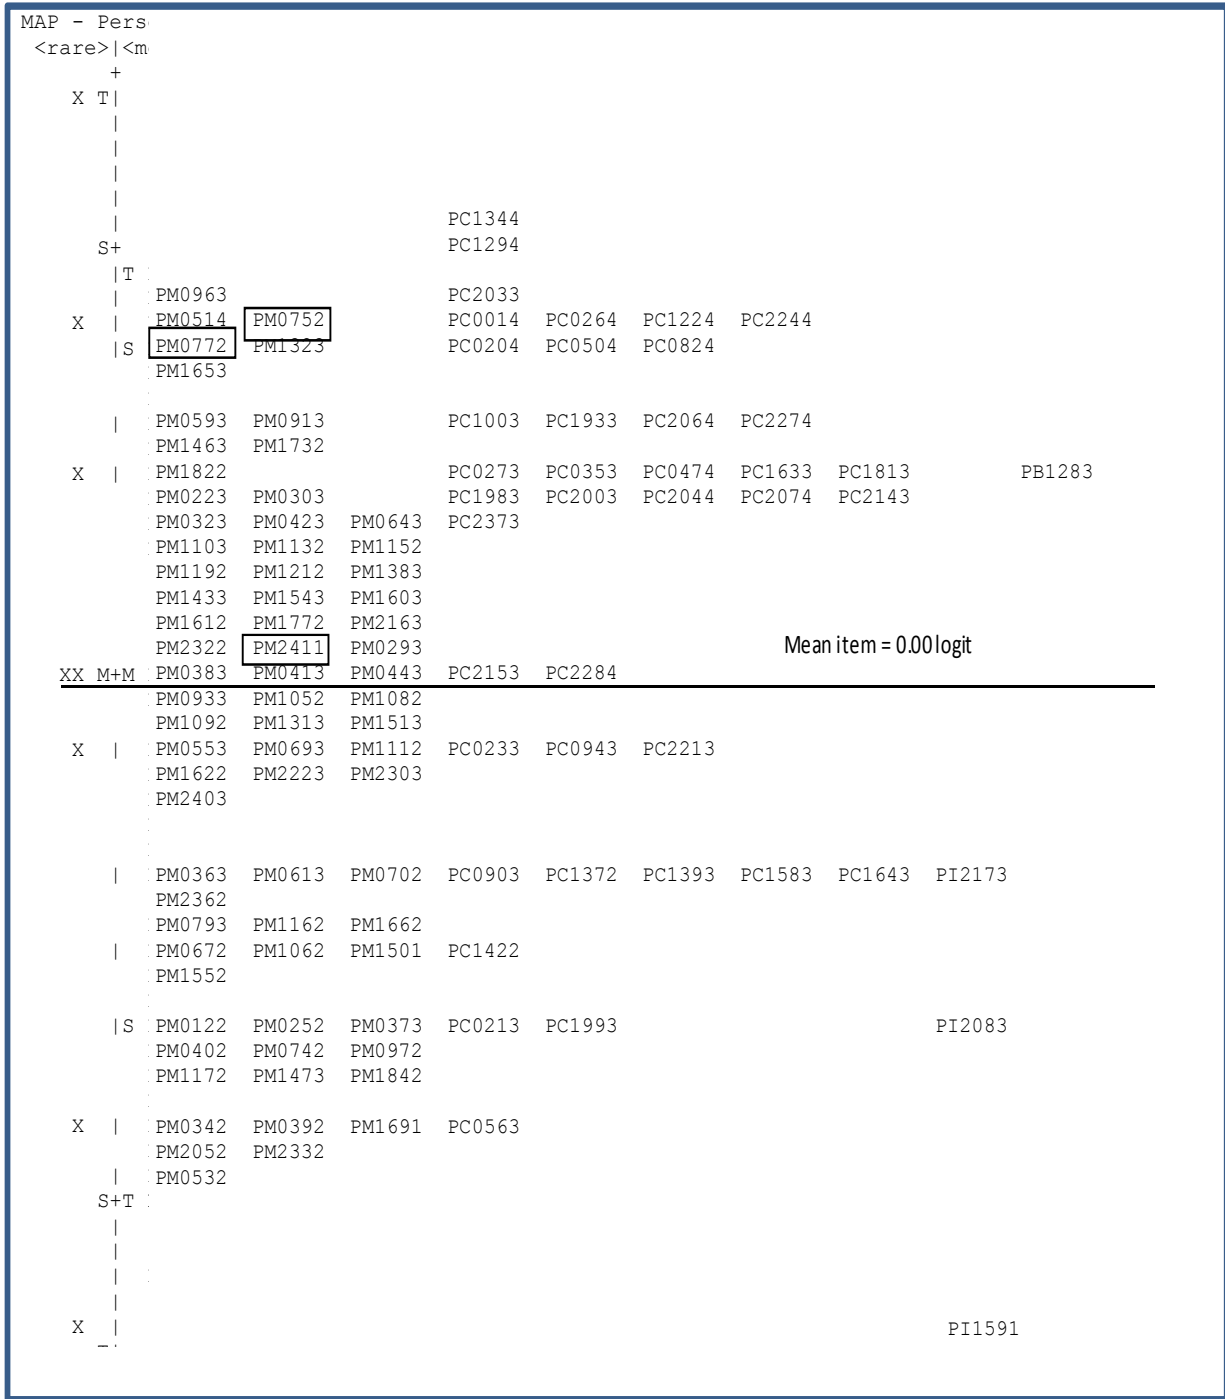 MAP - Pers
<rare>|<m
+
X T|
|
|
|
|
| PC1344
S+ PC1294
|T
| PM0963 PC2033
X | PM0514 PM0752 PC0014 PC0264 PC1224 PC2244
|S PM0772 PM1323 PC0204 PC0504 PC0824
PM1653
| PM0593 PM0913 PC1003 PC1933 PC2064 PC2274
PM1463 PM1732
X | PM1822 PC0273 PC0353 PC0474 PC1633 PC1813 PB1283
PM0223 PM0303 PC1983 PC2003 PC2044 PC2074 PC2143
PM0323 PM0423 PM0643 PC2373
PM1103 PM1132 PM1152
PM1192 PM1212 PM1383
PM1433 PM1543 PM1603
PM1612 PM1772 PM2163
PM2322 PM2411 PM0293 Mean item = 0.00 logit
XX M+M PM0383 PM0413 PM0443 PC2153 PC2284
PM0933 PM1052 PM1082
PM1092 PM1313 PM1513
X | PM0553 PM0693 PM1112 PC0233 PC0943 PC2213
PM1622 PM2223 PM2303
PM2403
| PM0363 PM0613 PM0702 PC0903 PC1372 PC1393 PC1583 PC1643 PI2173
PM2362
PM0793 PM1162 PM1662
| PM0672 PM1062 PM1501 PC1422
PM1552
|S PM0122 PM0252 PM0373 PC0213 PC1993 PI2083
PM0402 PM0742 PM0972
PM1172 PM1473 PM1842
X | PM0342 PM0392 PM1691 PC0563
PM2052 PM2332
| PM0532
S+T
|
|
|
|
X | PI1591